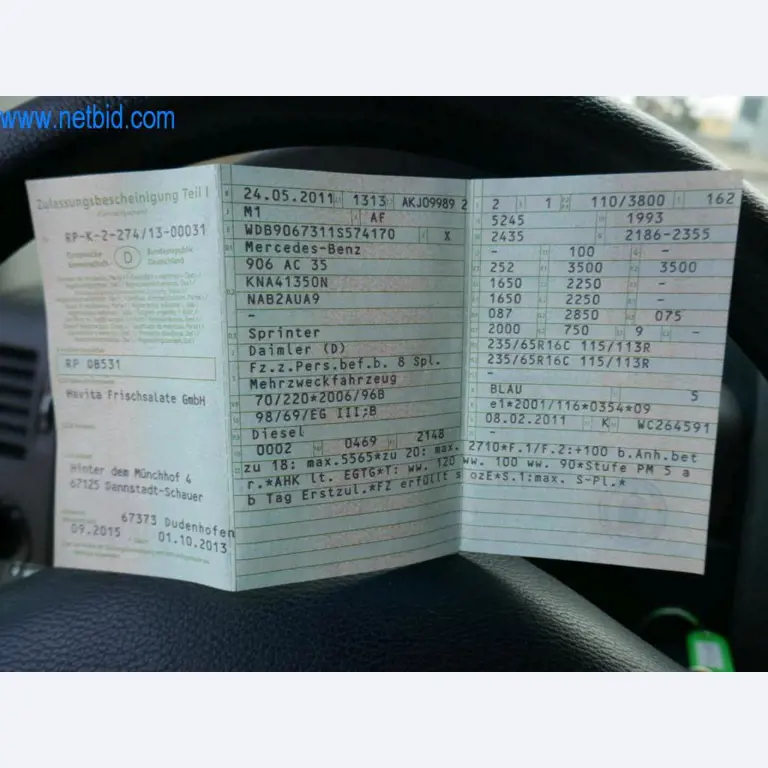 www.netbid.com
Zulassungsbescheinigung Teil I
RP-K-2-274/13-00031
Europäische Gemeinschaft D Bundesrepublik Deutschland
RP 08531
Havita Frischsalate GmbH
Hinter dem Münchhof 4
67125 Dannstadt-Schauer
67373 Dudenhofen
09.2015 01.10.2013
24.05.2011 1313 AKJ09989 2
M1 AF
WDB9067311S574170 X
Mercedes-Benz
906 AC 35
KNA41350N
NAB2AUA9
-
Sprinter
Daimler (D)
Fz.z.Pers.bef.b. 8 Spl.
Mehrzweckfahrzeug
70/220*2006/96B
98/69/EG III;B
Diesel
0002 0469 2148
2 1 110/3800 162
5245 1993
2435 2186-2355
- 100 -
252 3500 3500
1650 2250 -
1650 2250 -
087 2850 075
2000 750 9 -
235/65R16C 115/113R
235/65R16C 115/113R
-
BLAU 5
e1*2001/116*0354*09
08.02.2011 K WC264591
-
zu 18: max.5565*zu 20: max. 2710*F.1/F.2:+100 b.Anh.bet
r.*AHK lt. EGTG*T: ww. 120 ww. 100 ww. 90*Stufe PM 5 a
b Tag Erstzul.*FZ erfüllt sozE*S.1:max. S-Pl.*